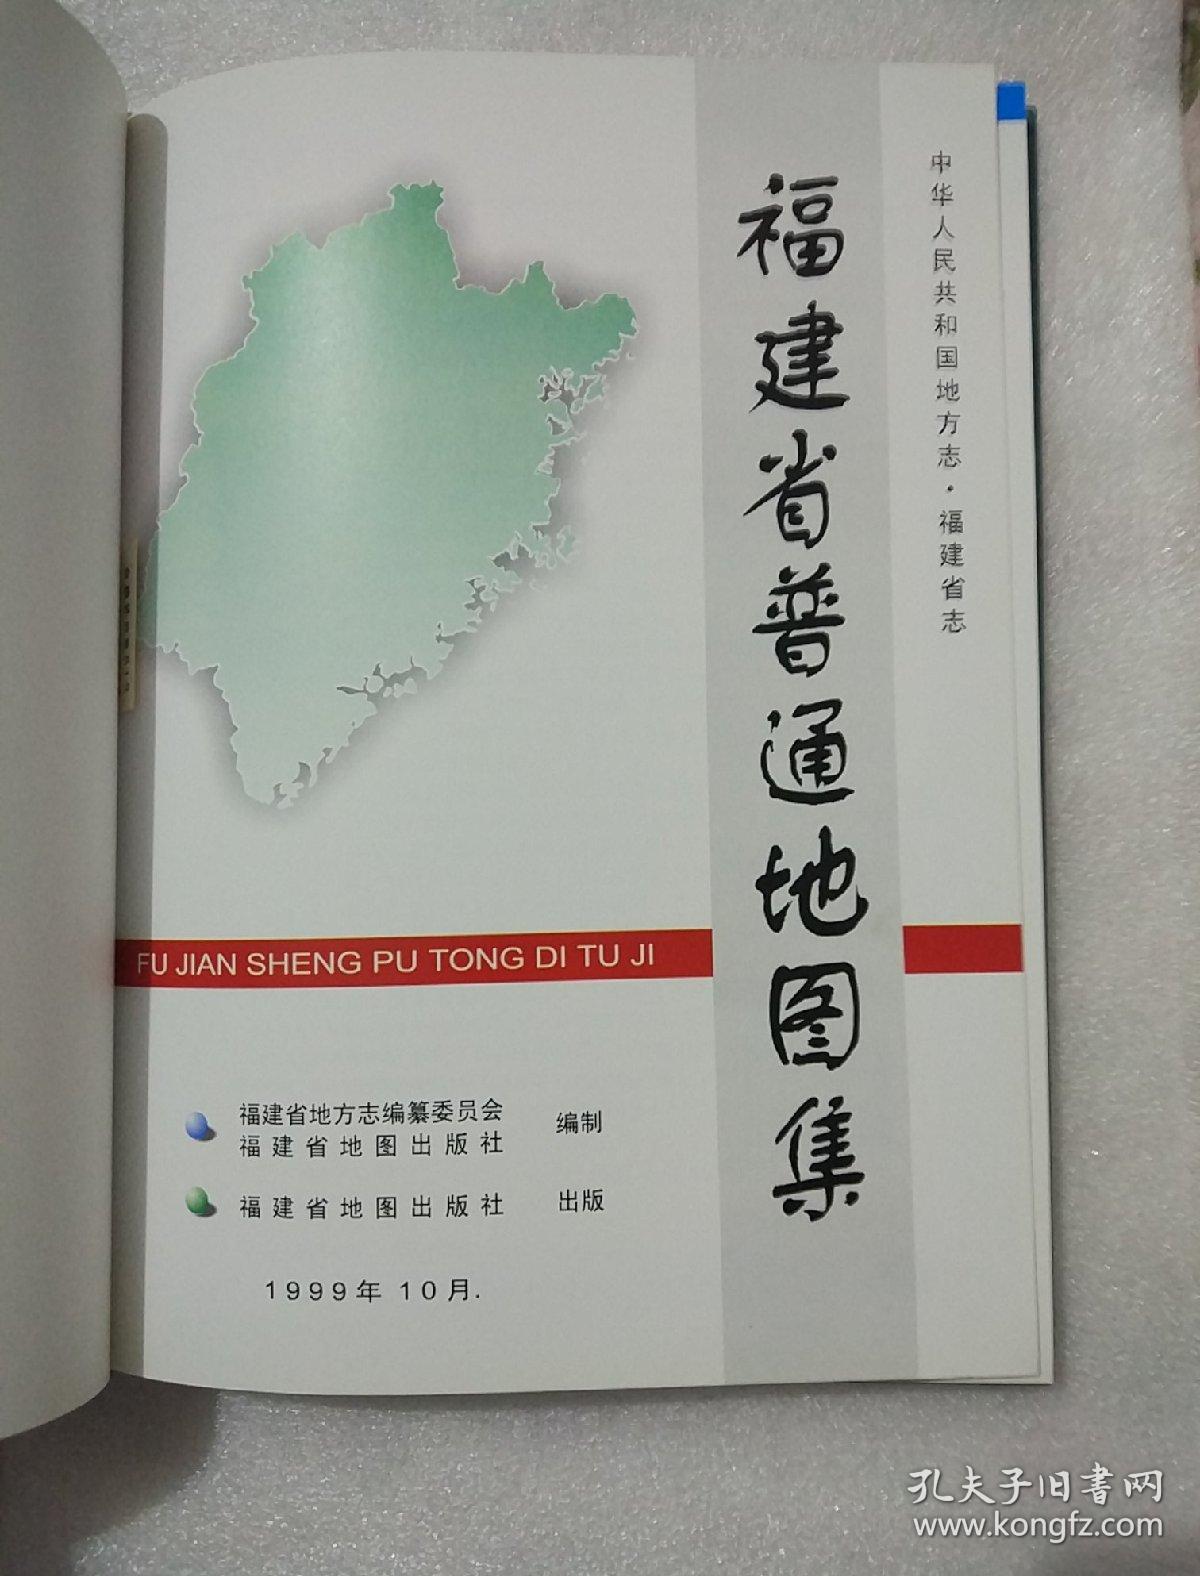 中华人民共和国地方志·福建省志
福建省普通地图集
FU JIAN SHENG PU TONG DI TU JI
福建省地方志编纂委员会
福建省地图出版社
编制
福建省地图出版社
出版
1999年 10月.
孔夫子旧书网
www.kongfz.com